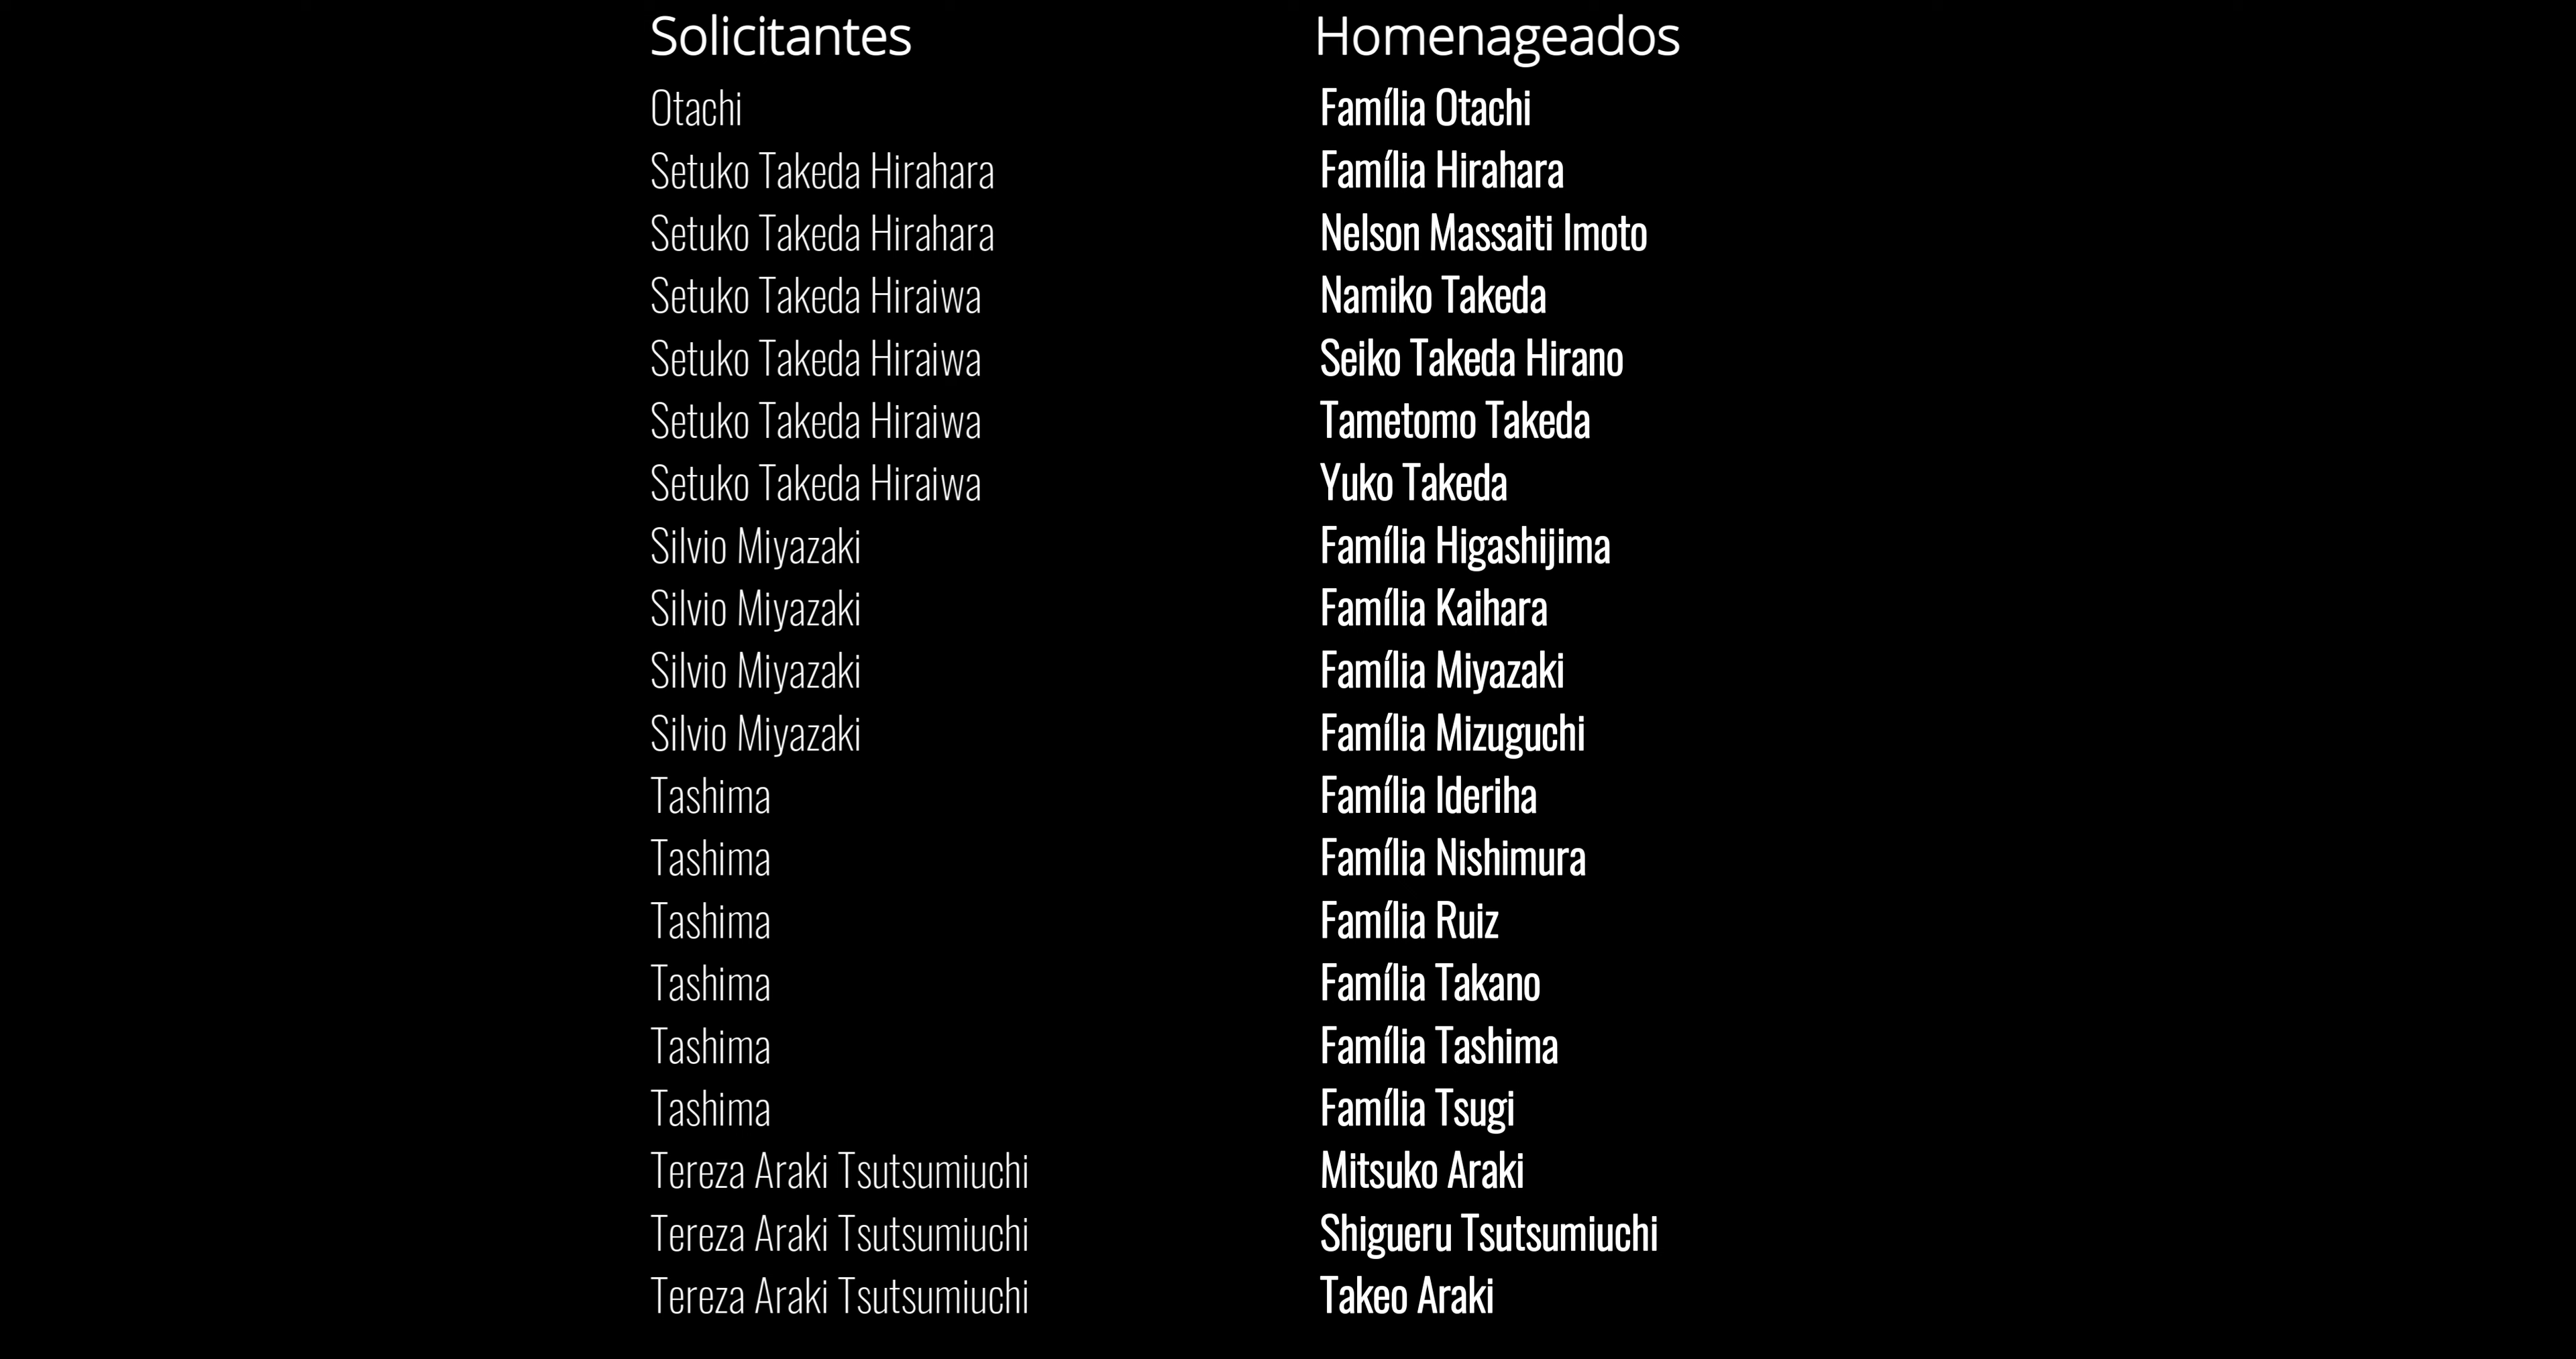 Solicitantes Homenageados
Otachi Família Otachi
Setuko Takeda Hirahara Família Hirahara
Setuko Takeda Hirahara Nelson Massaiti Imoto
Setuko Takeda Hiraiwa Namiko Takeda
Setuko Takeda Hiraiwa Seiko Takeda Hirano
Setuko Takeda Hiraiwa Tametomo Takeda
Setuko Takeda Hiraiwa Yuko Takeda
Silvio Miyazaki Família Higashijima
Silvio Miyazaki Família Kaihara
Silvio Miyazaki Família Miyazaki
Silvio Miyazaki Família Mizuguchi
Tashima Família Ideriha
Tashima Família Nishimura
Tashima Família Ruiz
Tashima Família Takano
Tashima Família Tashima
Tashima Família Tsugi
Tereza Araki Tsutsumiuchi Mitsuko Araki
Tereza Araki Tsutsumiuchi Shigueru Tsutsumiuchi
Tereza Araki Tsutsumiuchi Takeo Araki